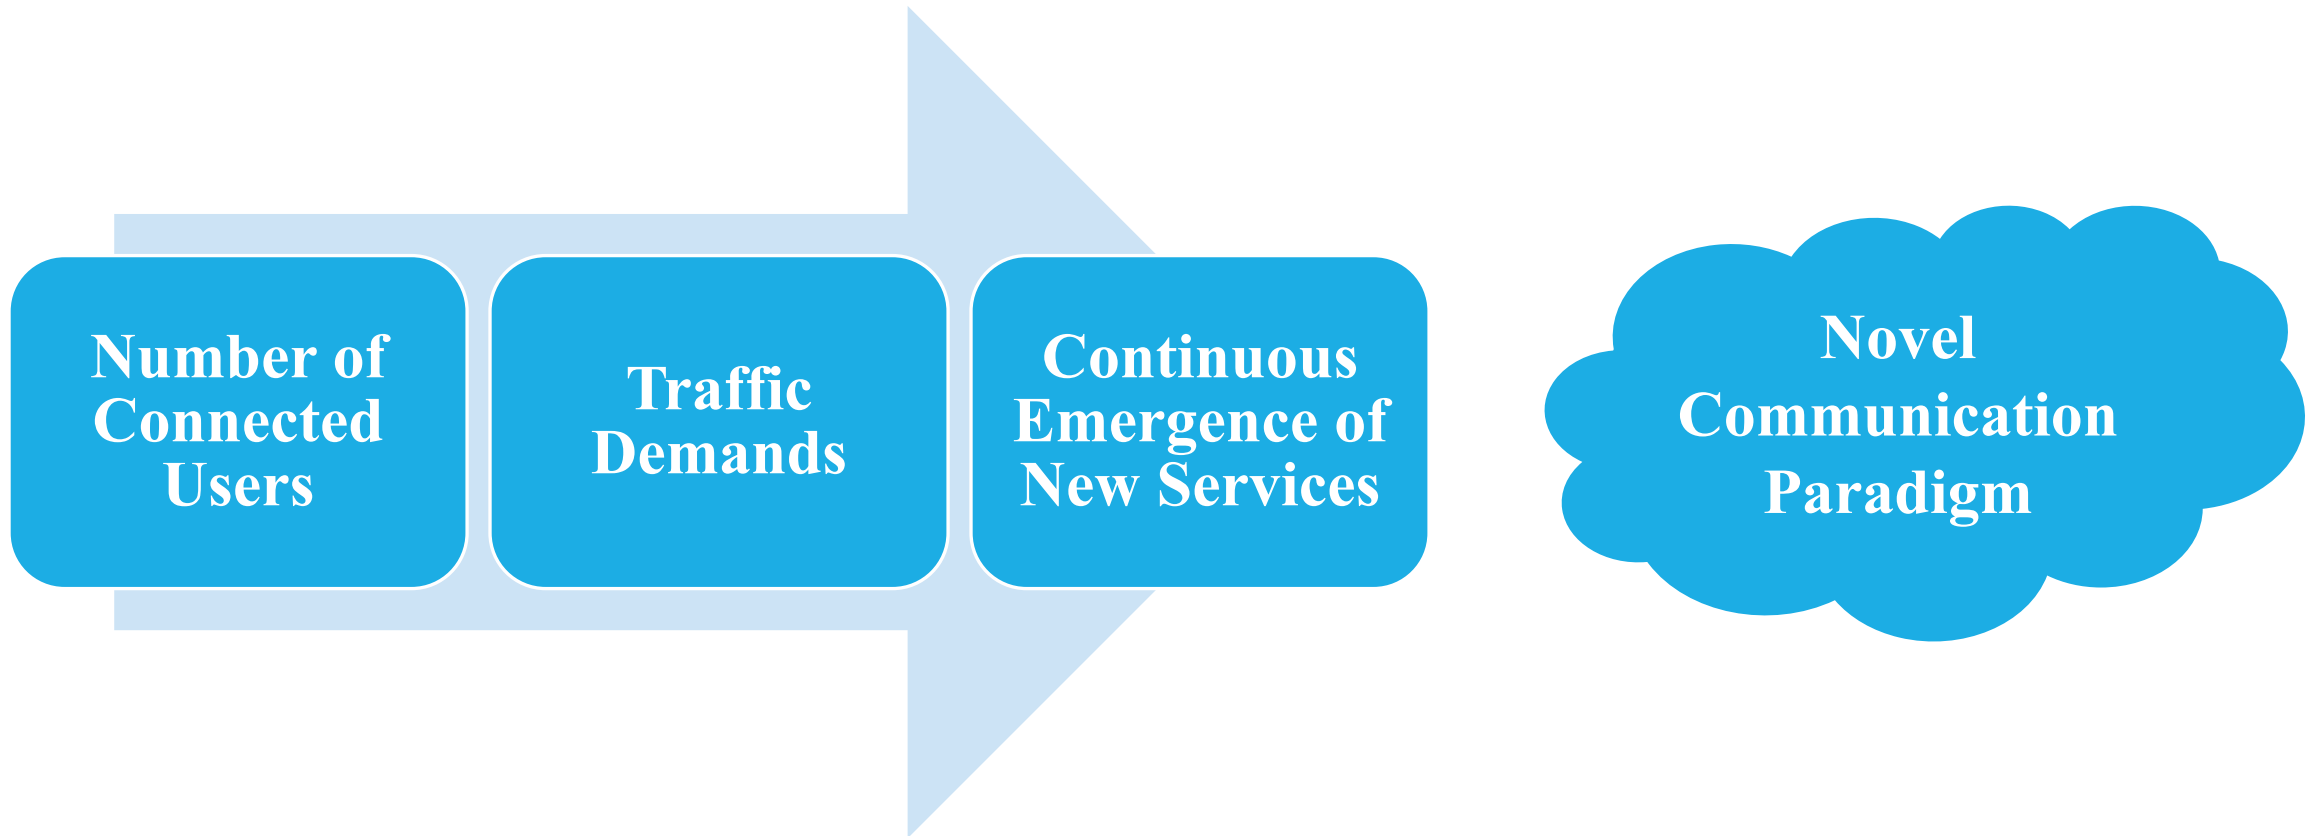 Number of
Connected
Users
Traffic
Demands
Continuous
Emergence of
New Services
Novel
Communication
Paradigm